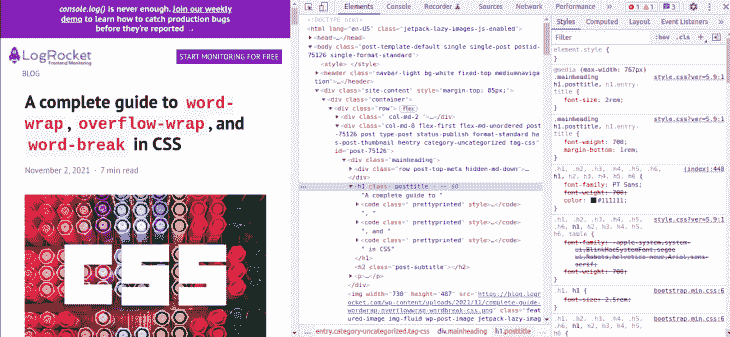 console.log() is never enough. Join our weekly
demo to learn how to catch production bugs
before they're reported →
LogRocket
Frontend Monitoring
START MONITORING FOR FREE
BLOG
A complete guide to word-
wrap, overflow-wrap, and
word-break in CSS
November 2, 2021 · 7 min read
CSS
Elements
Console
Recorder
Sources
Network
Performance
»
1
1
<!DOCTYPE html>
<html lang="en-US" class="jetpack-lazy-images-js-enabled">
<head>…</head>
<body class="post-template-default single single-post postid-
75126 single-format-standard">
<style> </style>
<header class="navbar-light bg-white fixed-top mediumnavigat
ion">…</header>
<div class="site-content" style="margin-top: 85px;">
<div class="container">
<div class="row"> flex
<div class="col-md-2 ">…</div>
<div class="col-md-8 flex-first flex-md-unordered post
-75126 post type-post status-publish format-standard ha
s-post-thumbnail hentry category-uncategorized tag-css"
id="post-75126">
<div class="mainheading">
<div class="row post-top-meta hidden-md-down">…
</div>
<h1 class="posttitle"> == $0
"A complete guide to "
<code class="prettyprinted" style>…</code>
", "
<code class="prettyprinted" style>…</code>
", and "
<code class="prettyprinted" style>…</code>
" in CSS"
</h1>
<h2 class="post-subtitle"></h2>
<p>…</p>
</div>
<img width="730" height="487" src="https://blog.logr
ocket.com/wp-content/uploads/2021/11/complete-guide-
wordwrap-overflowwrap-wordbreak-css.png" class="feat
ured-image img-fluid wp-post-image jetpack-lazy-imag
entry.category-uncategorized.tag-css
div.mainheading
h1.posttitle
Styles
Computed
Layout
Event Listeners
»
Filter
:hov
.cls
+
element.style {
}
@media (max-width: 767px)
.mainheading
style.css?ver=5.9:1
h1.posttitle, h1.entry-
title {
font-size: 2rem;
}
.mainheading
style.css?ver=5.9:1
h1.posttitle, h1.entry-
title {
font-weight: 700;
margin-bottom: 1rem;
}
.h1, .h2, .h3, .h4, .h5, .h6,
(index):448
h1, h2, h3, h4, h5, h6 {
font-family: PT Sans;
font-weight: 700;
color: #111111;
}
.h1, .h2, .h3, .h4, .h5,
style.css?ver=5.9:1
.h6, h1, h2, h3, h4, h5,
h6, table {
font-family: -apple-system,system-
ui,BlinkMacSystemFont,segoe
ui,Roboto,helvetica neue,Arial,sans-
serif;
font-weight: 700;
}
.h1, h1 {
bootstrap.min.css:6
font-size: 2.5rem;
}
.h1, .h2, .h3, .h4, .h5,
bootstrap.min.css:6
.h6, h1, h2, h3, h4, h5,
h6 {